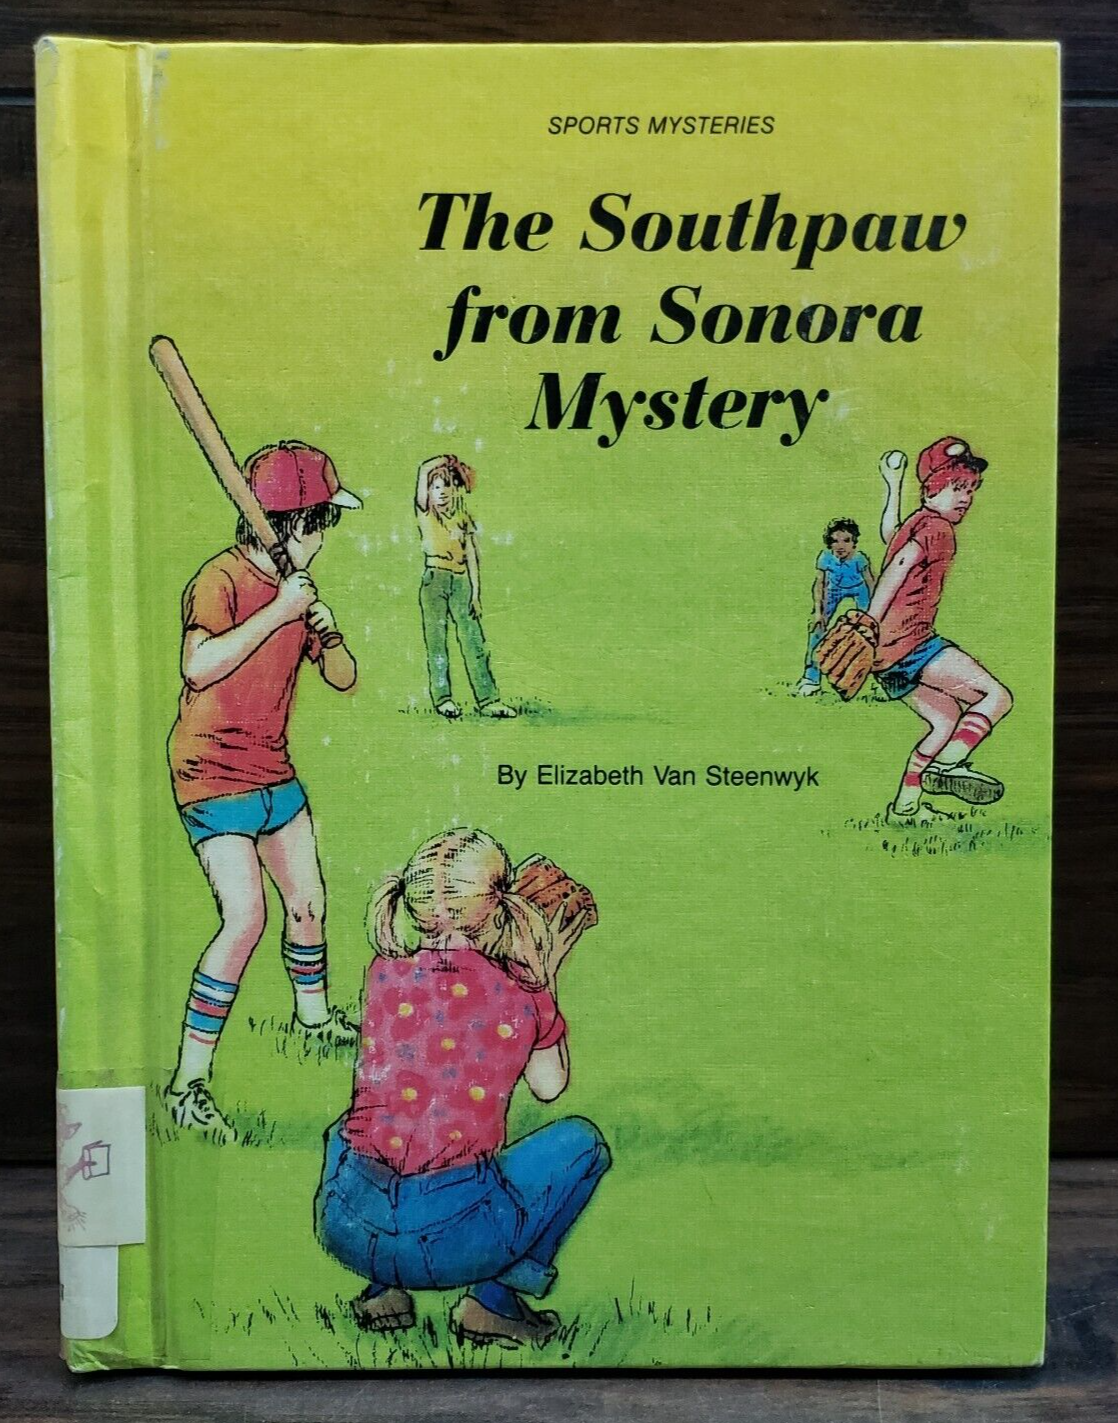 SPORTS MYSTERIES
The Southpaw
from Sonora
Mystery
By Elizabeth Van Steenwyk